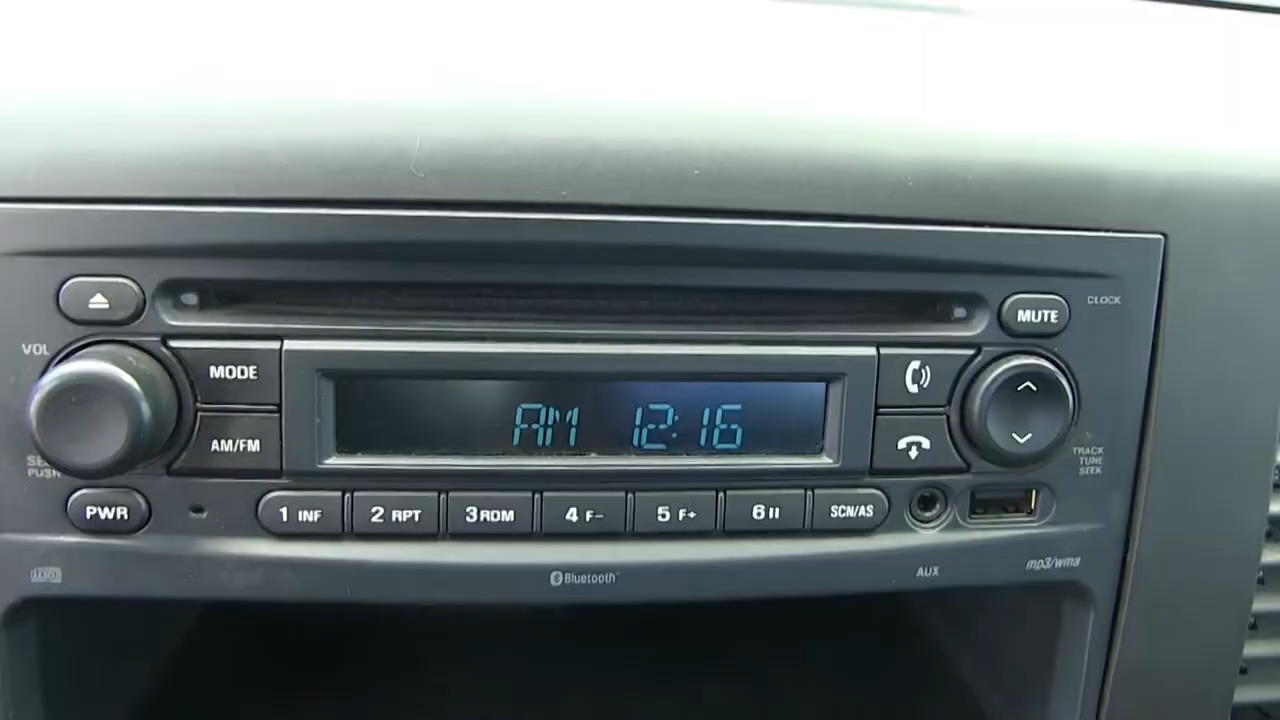 MUTE
CLOCK
VOL
MODE
AM 12:16
AM/FM
SEL
PUSH
TRACK
TUNE
SEEK
PWR
1 INF
2 RPT
3 RDM
4 F-
5 F+
6 II
SCN/AS
Bluetooth
AUX
mp3/wma